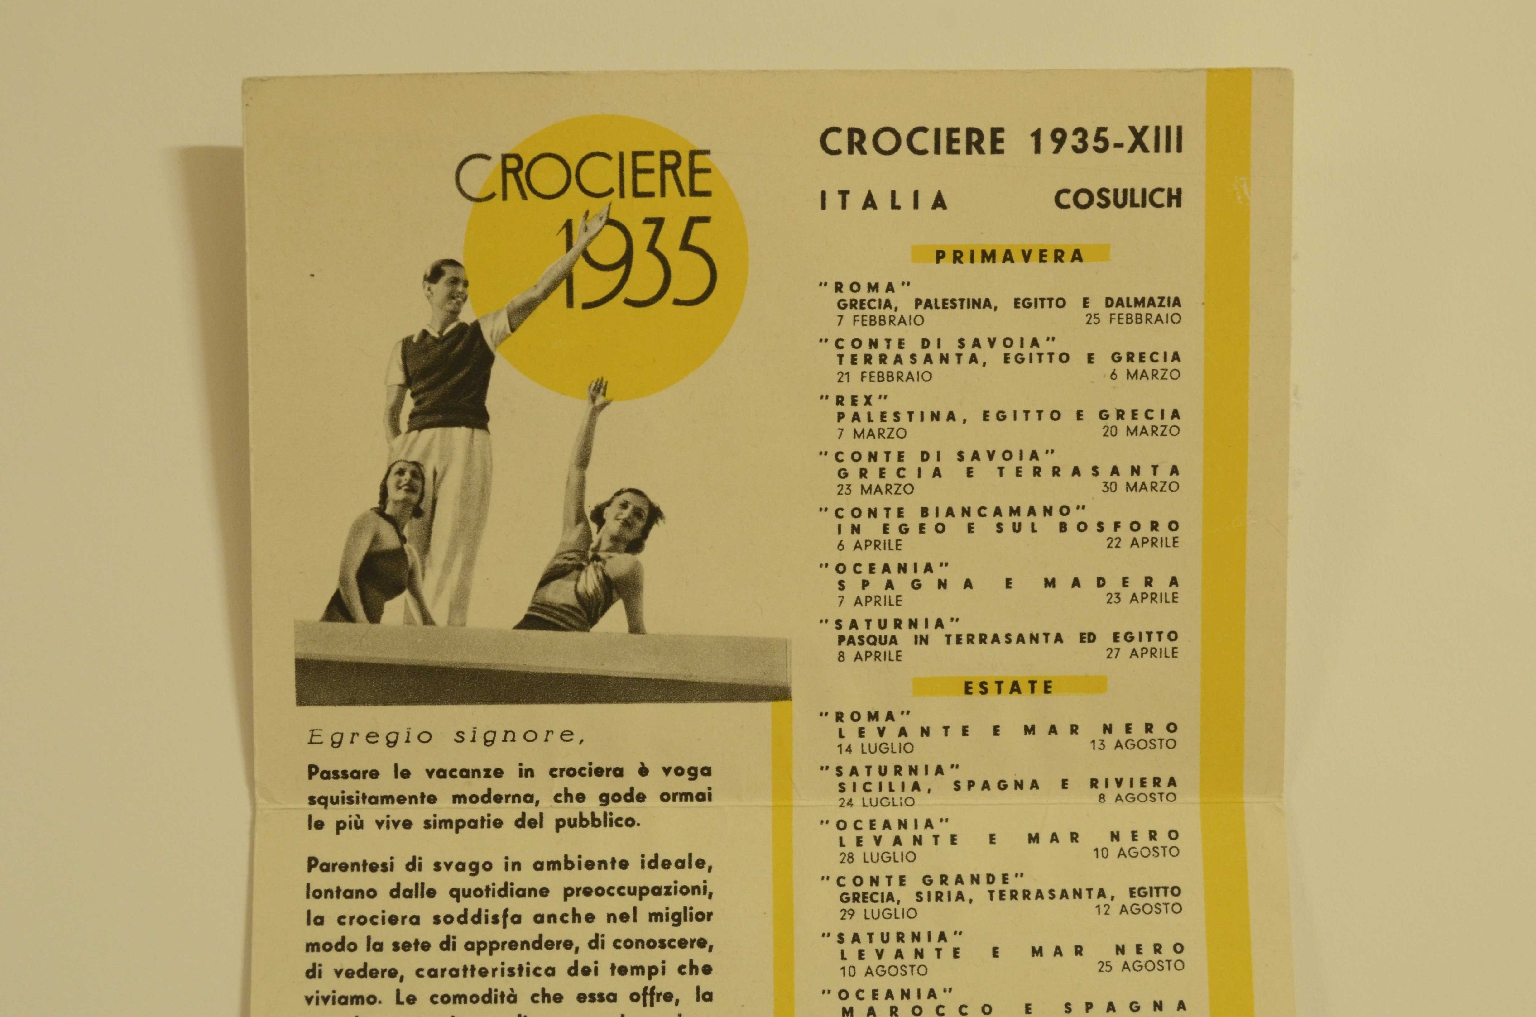 CROCIERE
1935
Egregio signore,
Passare le vacanze in crociera è voga
squisitamente moderna, che gode ormai
le più vive simpatie del pubblico.
Parentesi di svago in ambiente ideale,
lontano dalle quotidiane preoccupazioni,
la crociera soddisfa anche nel miglior
modo la sete di apprendere, di conoscere,
di vedere, caratteristica dei tempi che
viviamo. Le comodità che essa offre, la
CROCIERE 1935-XIII
ITALIA COSULICH
PRIMAVERA
"ROMA"
GRECIA, PALESTINA, EGITTO E DALMAZIA
7 FEBBRAIO 25 FEBBRAIO
"CONTE DI SAVOIA"
TERRASANTA, EGITTO E GRECIA
21 FEBBRAIO 6 MARZO
"REX"
PALESTINA, EGITTO E GRECIA
7 MARZO 20 MARZO
"CONTE DI SAVOIA"
GRECIA E TERRASANTA
23 MARZO 30 MARZO
"CONTE BIANCAMANO"
IN EGEO E SUL BOSFORO
6 APRILE 22 APRILE
"OCEANIA"
SPAGNA E MADERA
7 APRILE 23 APRILE
"SATURNIA"
PASQUA IN TERRASANTA ED EGITTO
8 APRILE 27 APRILE
ESTATE
"ROMA"
LEVANTE E MAR NERO
14 LUGLIO 13 AGOSTO
"SATURNIA"
SICILIA, SPAGNA E RIVIERA
24 LUGLIO 8 AGOSTO
"OCEANIA"
LEVANTE E MAR NERO
28 LUGLIO 10 AGOSTO
"CONTE GRANDE"
GRECIA, SIRIA, TERRASANTA, EGITTO
29 LUGLIO 12 AGOSTO
"SATURNIA"
LEVANTE E MAR NERO
10 AGOSTO 25 AGOSTO
"OCEANIA"
MAROCCO E SPAGNA